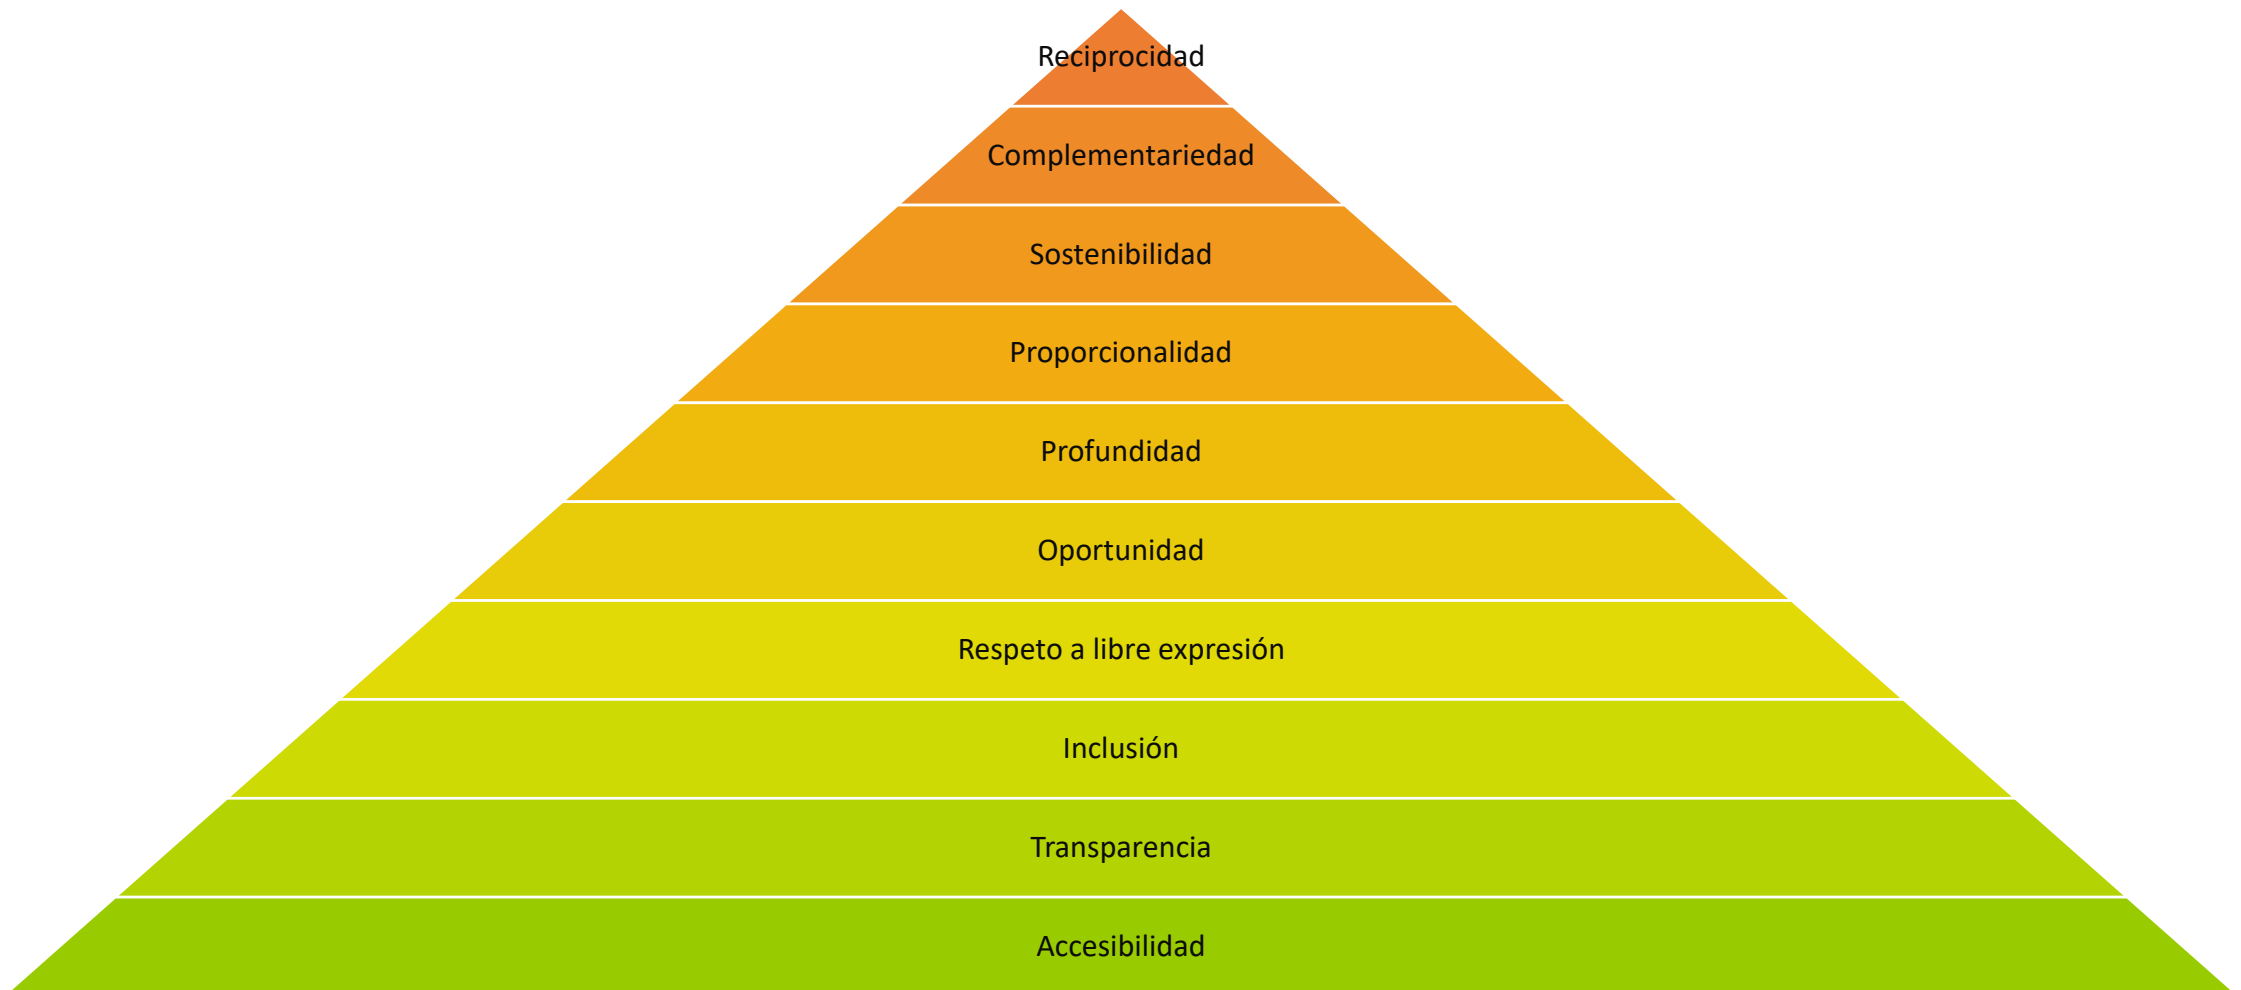 Reciprocidad
Complementariedad
Sostenibilidad
Proporcionalidad
Profundidad
Oportunidad
Respeto a libre expresión
Inclusión
Transparencia
Accesibilidad